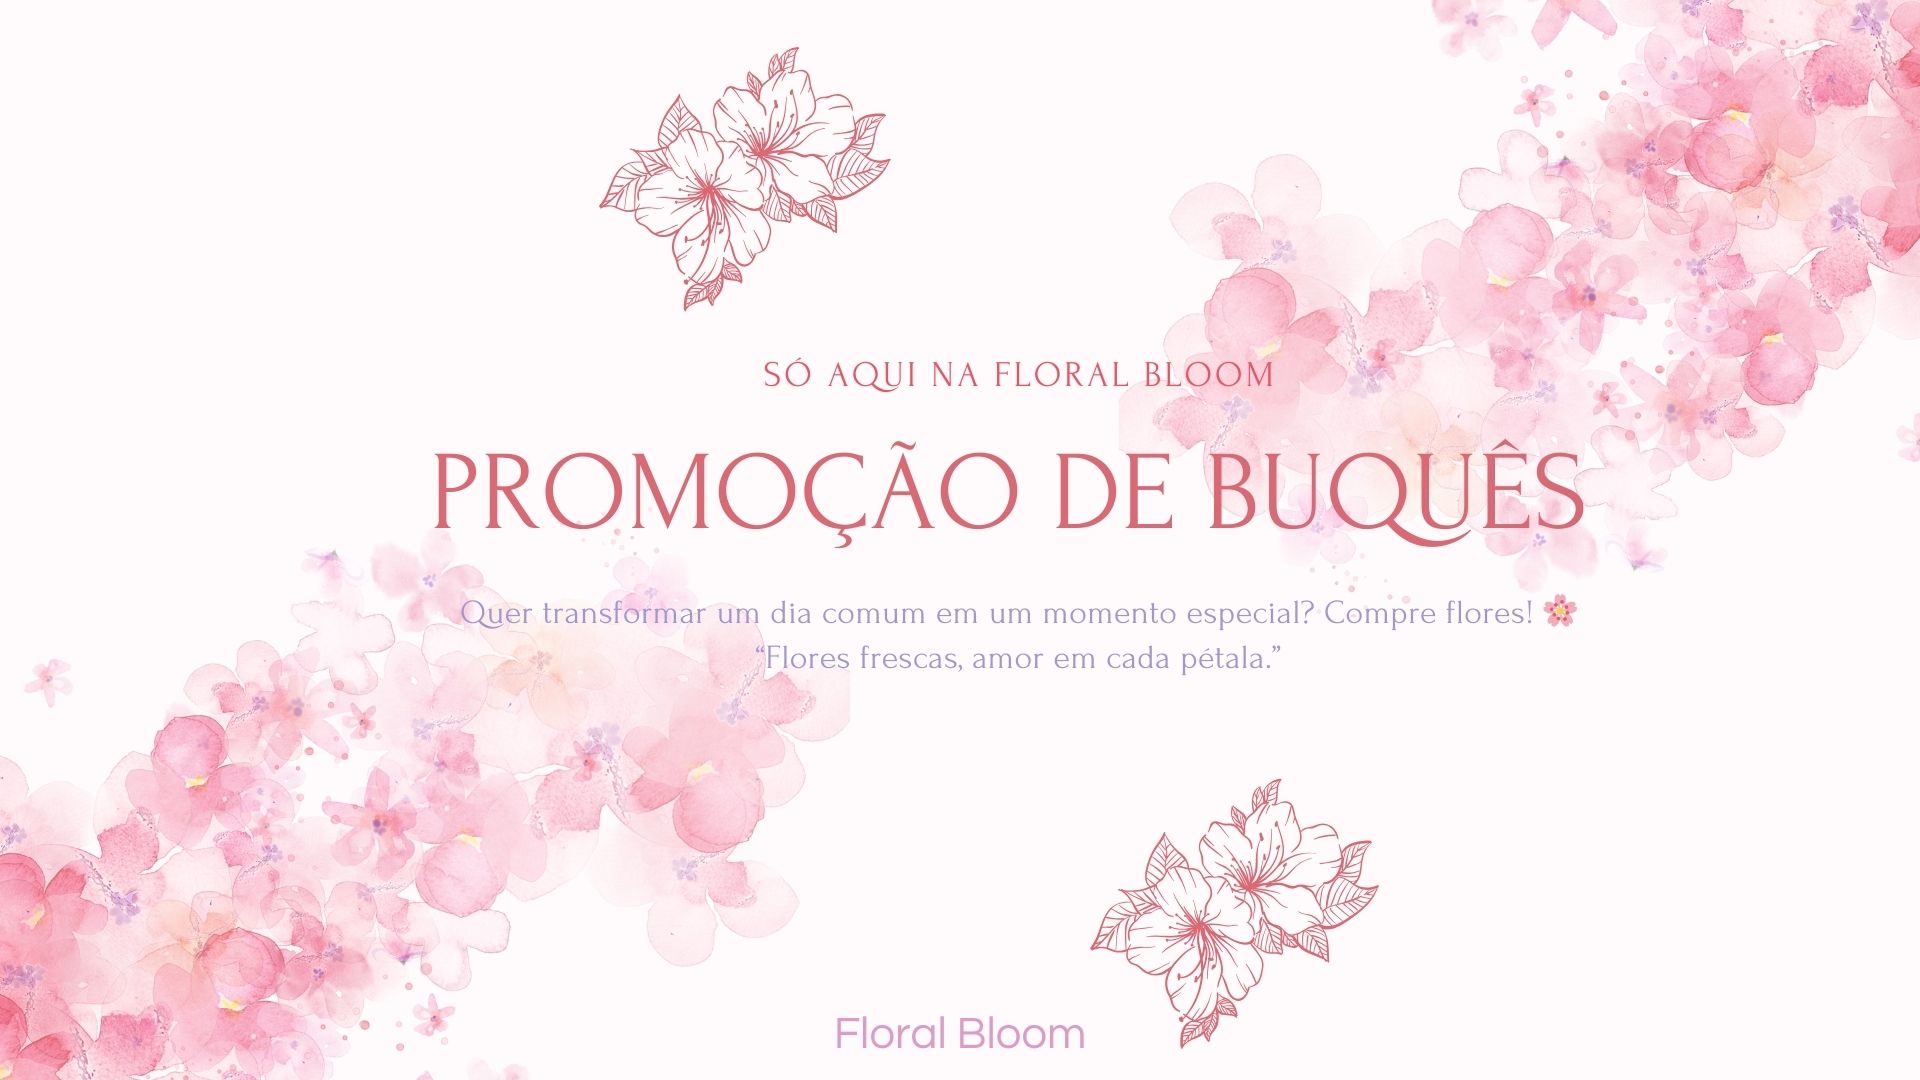 SÓ AQUI NA FLORAL BLOOM
PROMOÇÃO DE BUQUÊS
Quer transformar um dia comum em um momento especial? Compre flores! 🌸
“Flores frescas, amor em cada pétala.”
Floral Bloom